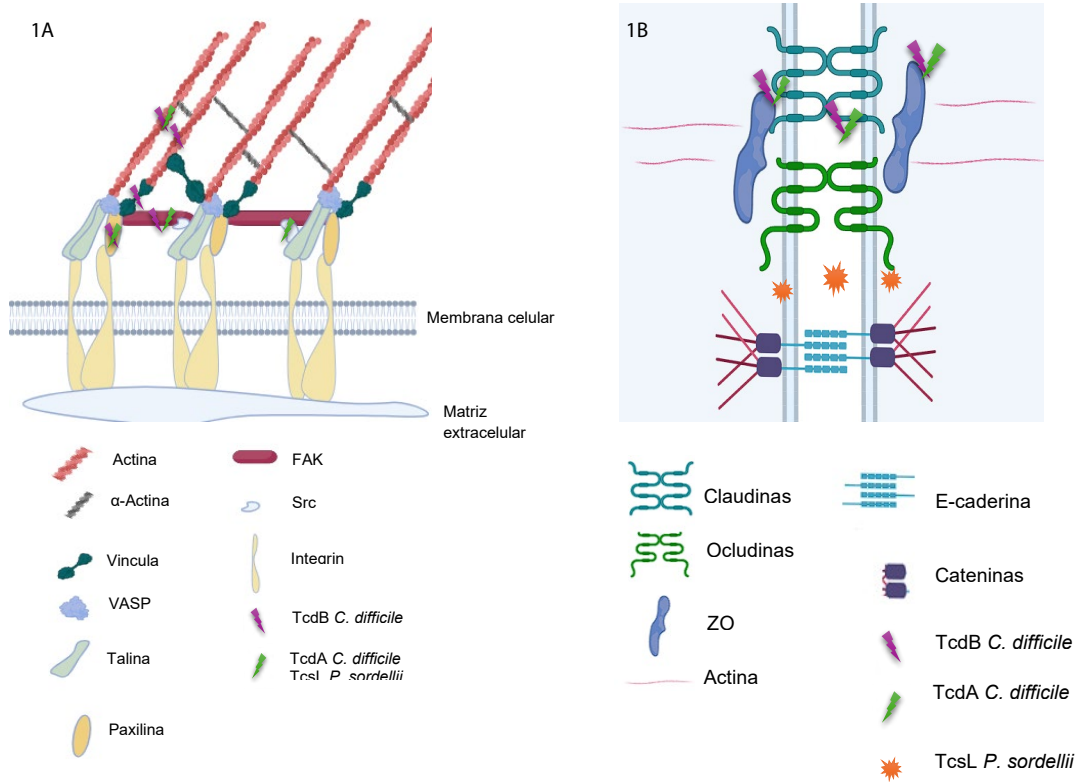 1A
Membrana celular
Matriz
extracelular
Actina
α-Actina
Vincula
VASP
Talina
Paxilina
FAK
Src
Integrin
TcdB C. difficile
TcdA C. difficile
TcsL P. sordellii
1B
Claudinas
Ocludinas
ZO
Actina
E-caderina
Cateninas
TcdB C. difficile
TcdA C. difficile
TcsL P. sordellii